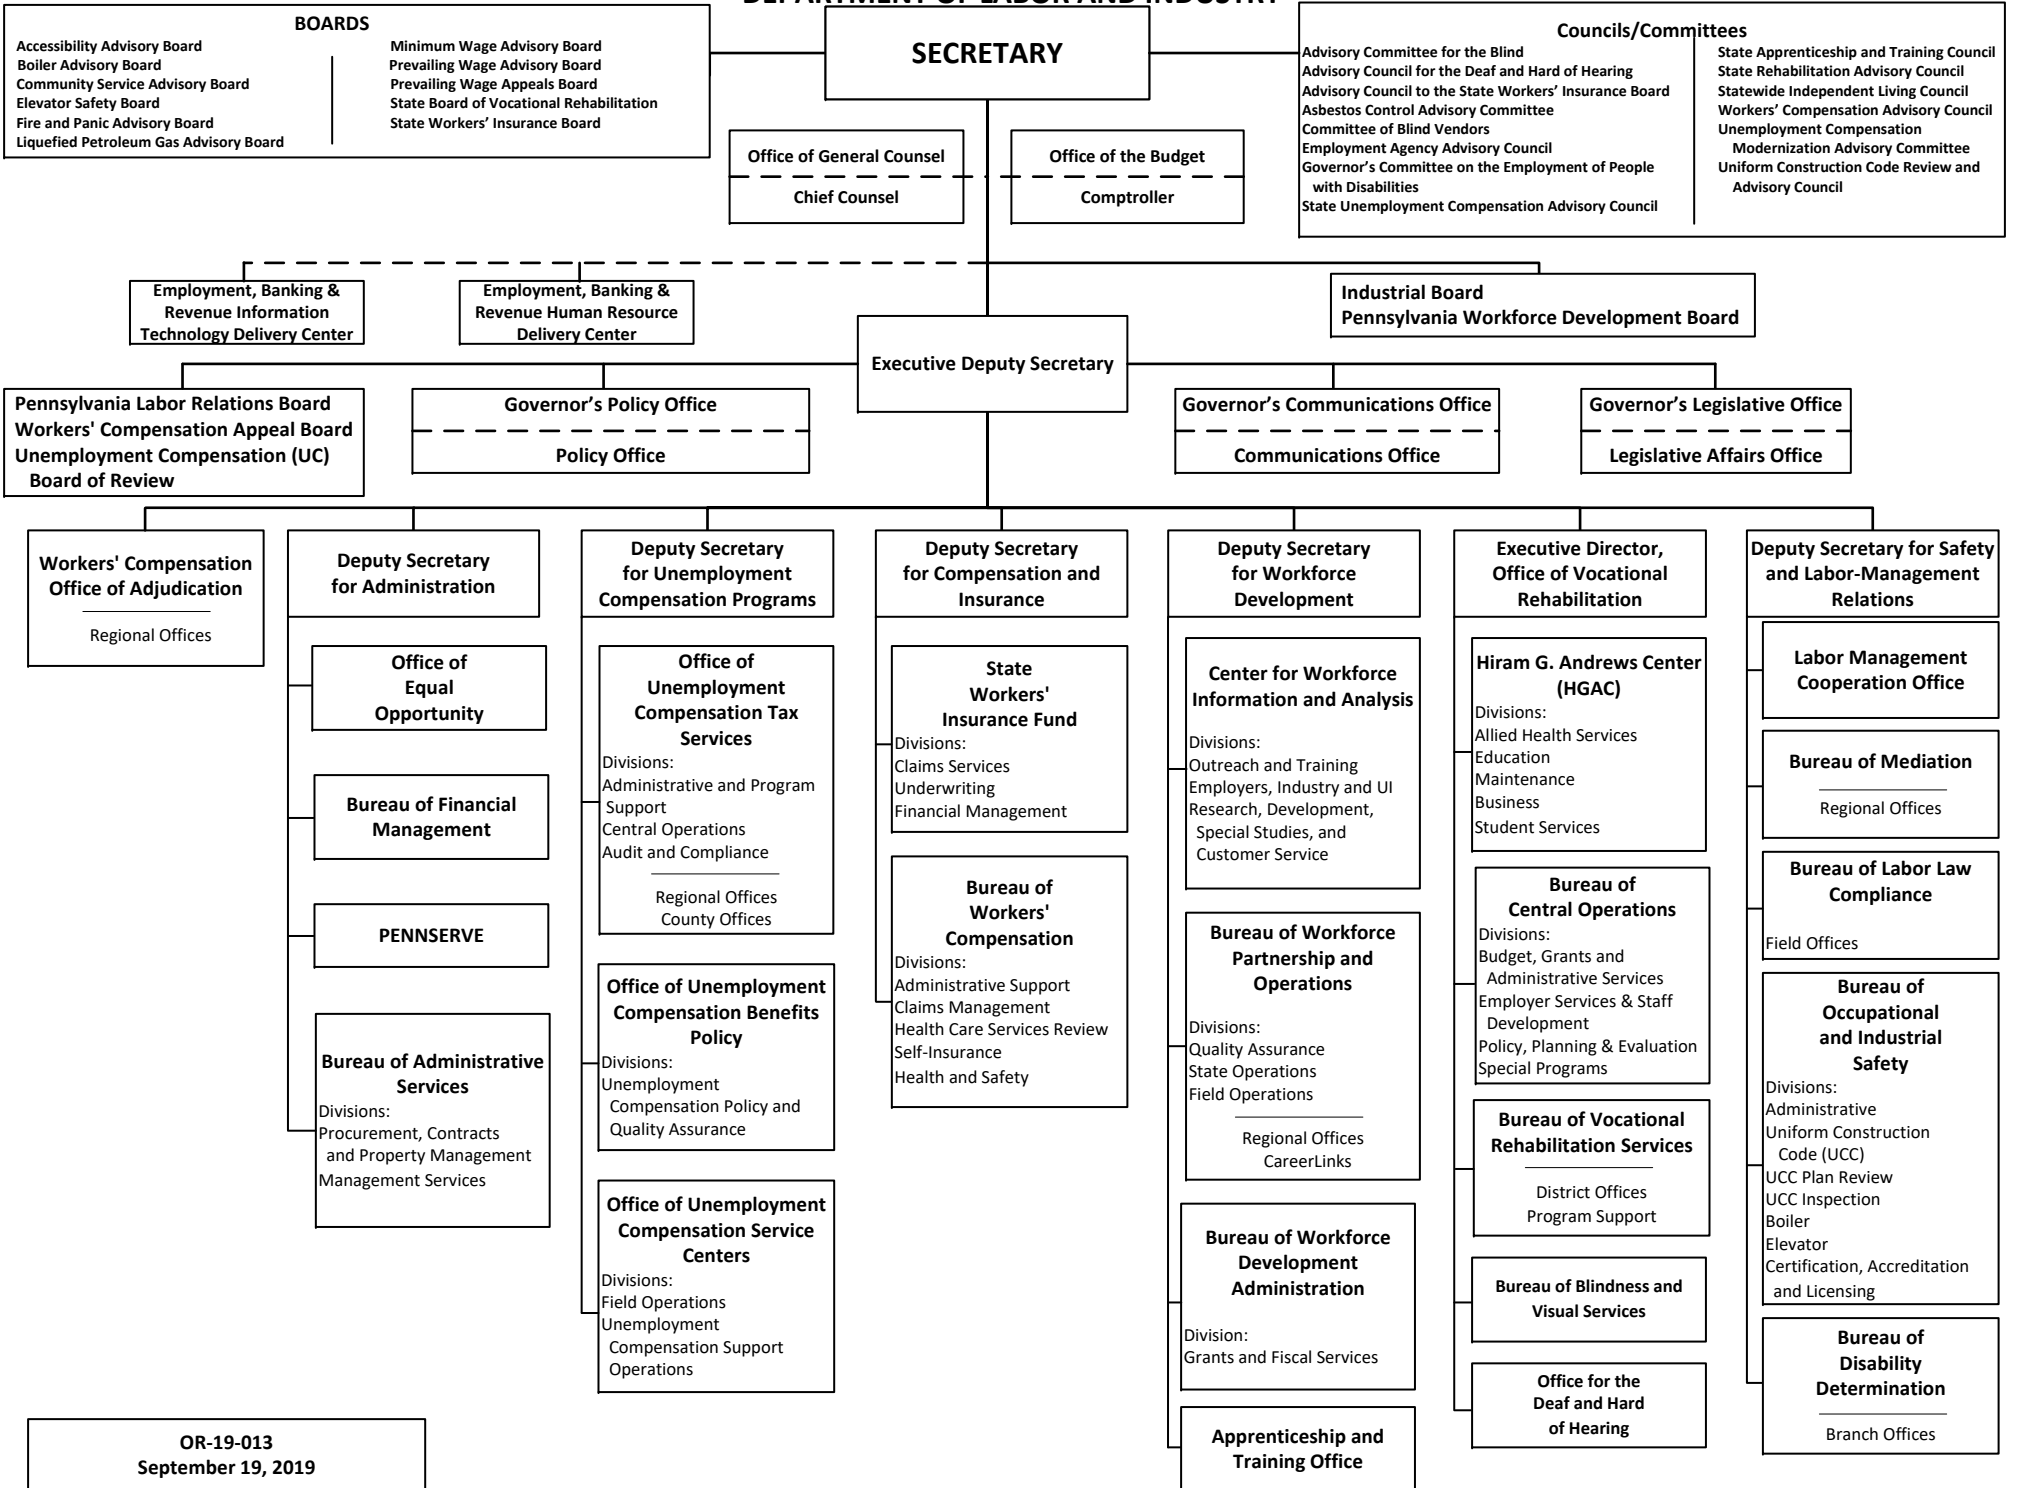 DEPARTMENT OF LABOR AND INDUSTRY
BOARDS
Accessibility Advisory Board
Boiler Advisory Board
Community Service Advisory Board
Elevator Safety Board
Fire and Panic Advisory Board
Liquefied Petroleum Gas Advisory Board
Minimum Wage Advisory Board
Prevailing Wage Advisory Board
Prevailing Wage Appeals Board
State Board of Vocational Rehabilitation
State Workers’ Insurance Board
SECRETARY
Councils/Committees
Advisory Committee for the Blind
Advisory Council for the Deaf and Hard of Hearing
Advisory Council to the State Workers’ Insurance Board
Asbestos Control Advisory Committee
Committee of Blind Vendors
Employment Agency Advisory Council
Governor’s Committee on the Employment of People
with Disabilities
State Unemployment Compensation Advisory Council
State Apprenticeship and Training Council
State Rehabilitation Advisory Council
Statewide Independent Living Council
Workers’ Compensation Advisory Council
Unemployment Compensation
Modernization Advisory Committee
Uniform Construction Code Review and
Advisory Council
Office of General Counsel
Chief Counsel
Office of the Budget
Comptroller
Employment, Banking &
Revenue Information
Technology Delivery Center
Employment, Banking &
Revenue Human Resource
Delivery Center
Industrial Board
Pennsylvania Workforce Development Board
Executive Deputy Secretary
Pennsylvania Labor Relations Board
Workers' Compensation Appeal Board
Unemployment Compensation (UC)
Board of Review
Governor’s Policy Office
Policy Office
Governor’s Communications Office
Communications Office
Governor’s Legislative Office
Legislative Affairs Office
Workers' Compensation
Office of Adjudication
Regional Offices
Deputy Secretary
for Administration
Office of
Equal
Opportunity
Bureau of Financial
Management
PENNSERVE
Bureau of Administrative
Services
Divisions:
Procurement, Contracts
and Property Management
Management Services
Deputy Secretary
for Unemployment
Compensation Programs
Office of
Unemployment
Compensation Tax
Services
Divisions:
Administrative and Program
Support
Central Operations
Audit and Compliance
Regional Offices
County Offices
Office of Unemployment
Compensation Benefits
Policy
Divisions:
Unemployment
Compensation Policy and
Quality Assurance
Office of Unemployment
Compensation Service
Centers
Divisions:
Field Operations
Unemployment
Compensation Support
Operations
Deputy Secretary
for Compensation and
Insurance
State
Workers'
Insurance Fund
Divisions:
Claims Services
Underwriting
Financial Management
Bureau of
Workers'
Compensation
Divisions:
Administrative Support
Claims Management
Health Care Services Review
Self-Insurance
Health and Safety
Deputy Secretary
for Workforce
Development
Center for Workforce
Information and Analysis
Divisions:
Outreach and Training
Employers, Industry and UI
Research, Development,
Special Studies, and
Customer Service
Bureau of Workforce
Partnership and
Operations
Divisions:
Quality Assurance
State Operations
Field Operations
Regional Offices
CareerLinks
Bureau of Workforce
Development
Administration
Division:
Grants and Fiscal Services
Apprenticeship and
Training Office
Executive Director,
Office of Vocational
Rehabilitation
Hiram G. Andrews Center
(HGAC)
Divisions:
Allied Health Services
Education
Maintenance
Business
Student Services
Bureau of
Central Operations
Divisions:
Budget, Grants and
Administrative Services
Employer Services & Staff
Development
Policy, Planning & Evaluation
Special Programs
Bureau of Vocational
Rehabilitation Services
District Offices
Program Support
Bureau of Blindness and
Visual Services
Office for the
Deaf and Hard
of Hearing
Deputy Secretary for Safety
and Labor-Management
Relations
Labor Management
Cooperation Office
Bureau of Mediation
Regional Offices
Bureau of Labor Law
Compliance
Field Offices
Bureau of
Occupational
and Industrial
Safety
Divisions:
Administrative
Uniform Construction
Code (UCC)
UCC Plan Review
UCC Inspection
Boiler
Elevator
Certification, Accreditation
and Licensing
Bureau of
Disability
Determination
Branch Offices
OR-19-013
September 19, 2019